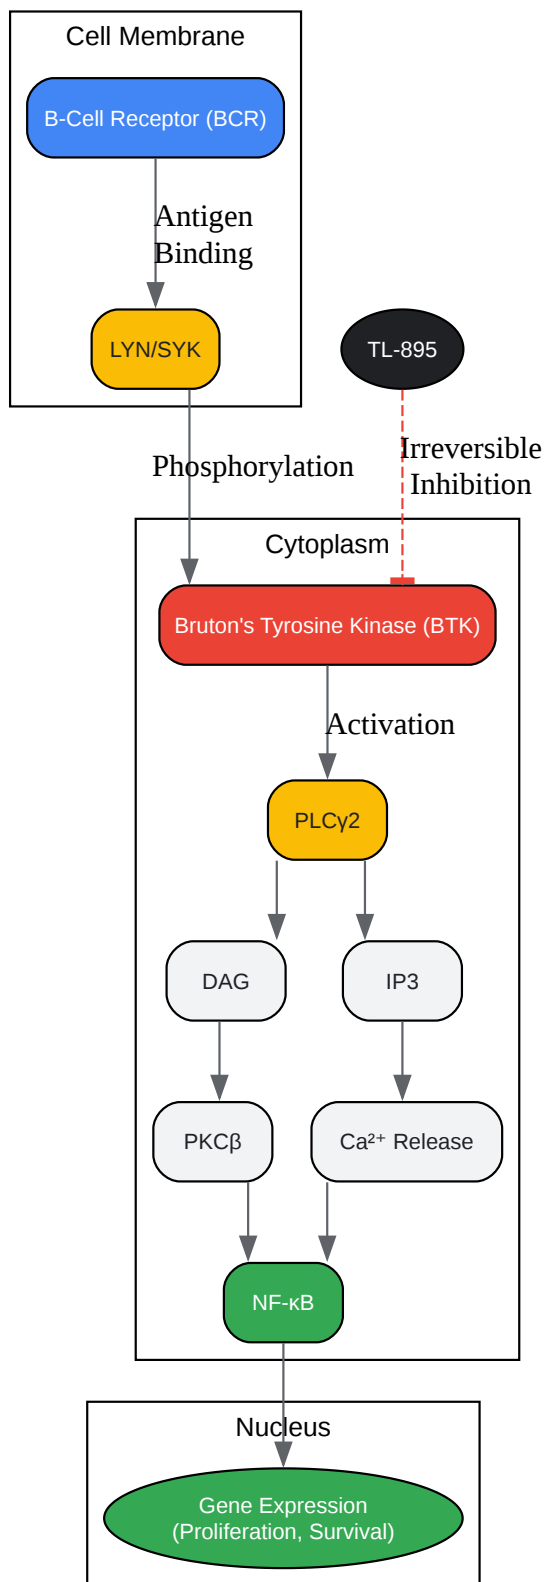 Cell Membrane
B-Cell Receptor (BCR)
Antigen
Binding
LYN/SYK
TL-895
Phosphorylation
Irreversible
Inhibition
Cytoplasm
Bruton's Tyrosine Kinase (BTK)
Activation
PLCγ2
DAG
IP3
PKCβ
Ca²⁺ Release
NF-κB
Nucleus
Gene Expression
(Proliferation, Survival)